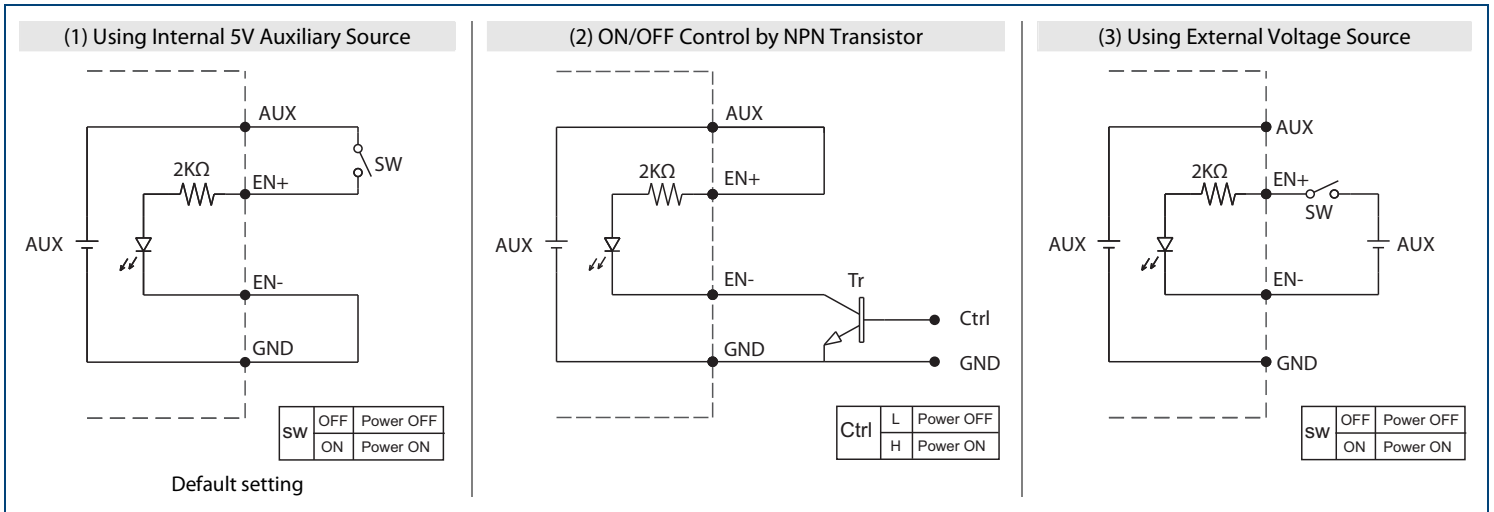 (1) Using Internal 5V Auxiliary Source
AUX
SW
2KΩ
EN+
AUX
EN-
GND
SW OFF Power OFF
ON Power ON
Default setting
(2) ON/OFF Control by NPN Transistor
AUX
2KΩ
EN+
AUX
EN-
Tr
Ctrl
GND
GND
Ctrl L Power OFF
H Power ON
(3) Using External Voltage Source
AUX
2KΩ
EN+
SW
AUX
AUX
EN-
GND
SW OFF Power OFF
ON Power ON